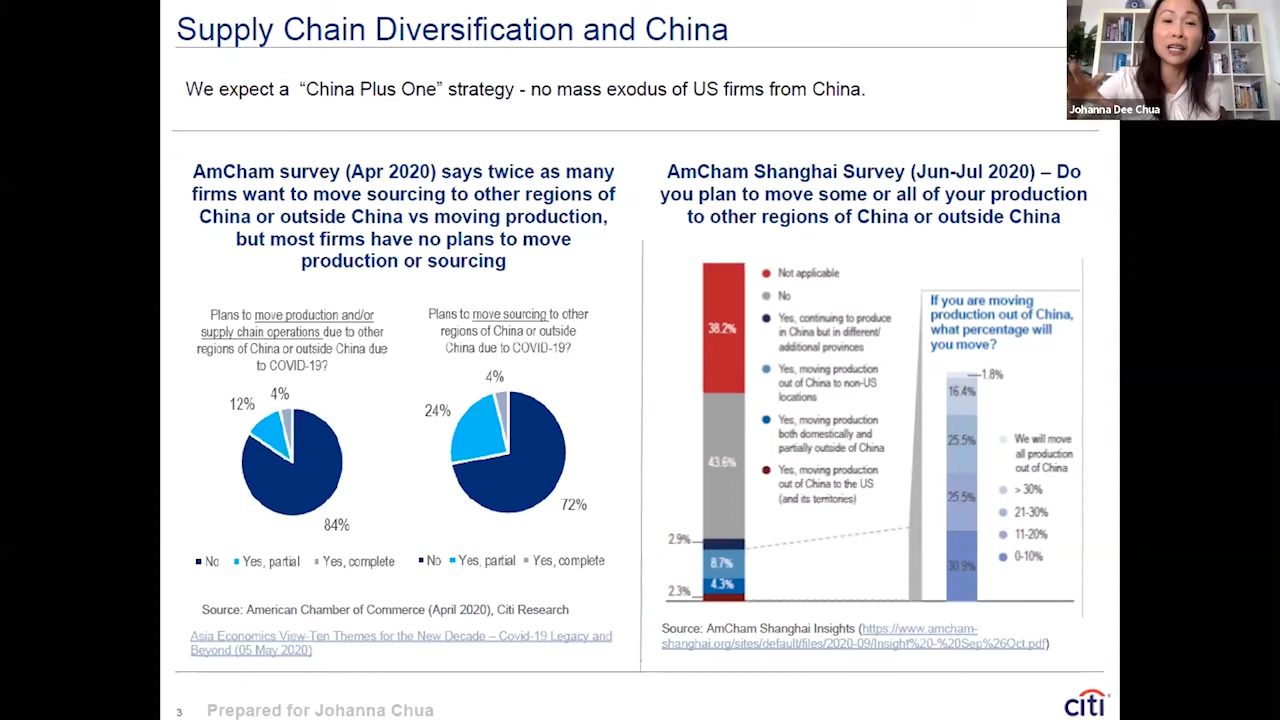 Supply Chain Diversification and China
Johanna Dee Chua
We expect a “China Plus One” strategy - no mass exodus of US firms from China.
AmCham survey (Apr 2020) says twice as many
firms want to move sourcing to other regions of
China or outside China vs moving production,
but most firms have no plans to move
production or sourcing
Plans to move production and/or
supply chain operations due to other
regions of China or outside China due
to COVID-19?
12%
4%
84%
No
Yes, partial
Yes, complete
Plans to move sourcing to other
regions of China or outside
China due to COVID-19?
4%
24%
72%
No
Yes, partial
Yes, complete
Source: American Chamber of Commerce (April 2020), Citi Research
Asia Economics View-Ten Themes for the New Decade – Covid-19 Legacy and
Beyond (05 May 2020)
AmCham Shanghai Survey (Jun-Jul 2020) – Do
you plan to move some or all of your production
to other regions of China or outside China
38.2%
43.6%
2.9%
8.7%
4.3%
2.3%
Not applicable
No
Yes, continuing to produce
in China but in different/
additional provinces
Yes, moving production
out of China to non-US
locations
Yes, moving production
both domestically and
partially outside of China
Yes, moving production
out of China to the US
(and its territories)
If you are moving
production out of China,
what percentage will
you move?
1.8%
16.4%
25.5%
25.5%
30.9%
We will move
all production
out of China
> 30%
21-30%
11-20%
0-10%
Source: AmCham Shanghai Insights (https://www.amcham-
shanghai.org/sites/default/files/2020-09/Insight%20-%20Sep%26Oct.pdf)
3
Prepared for Johanna Chua
citi